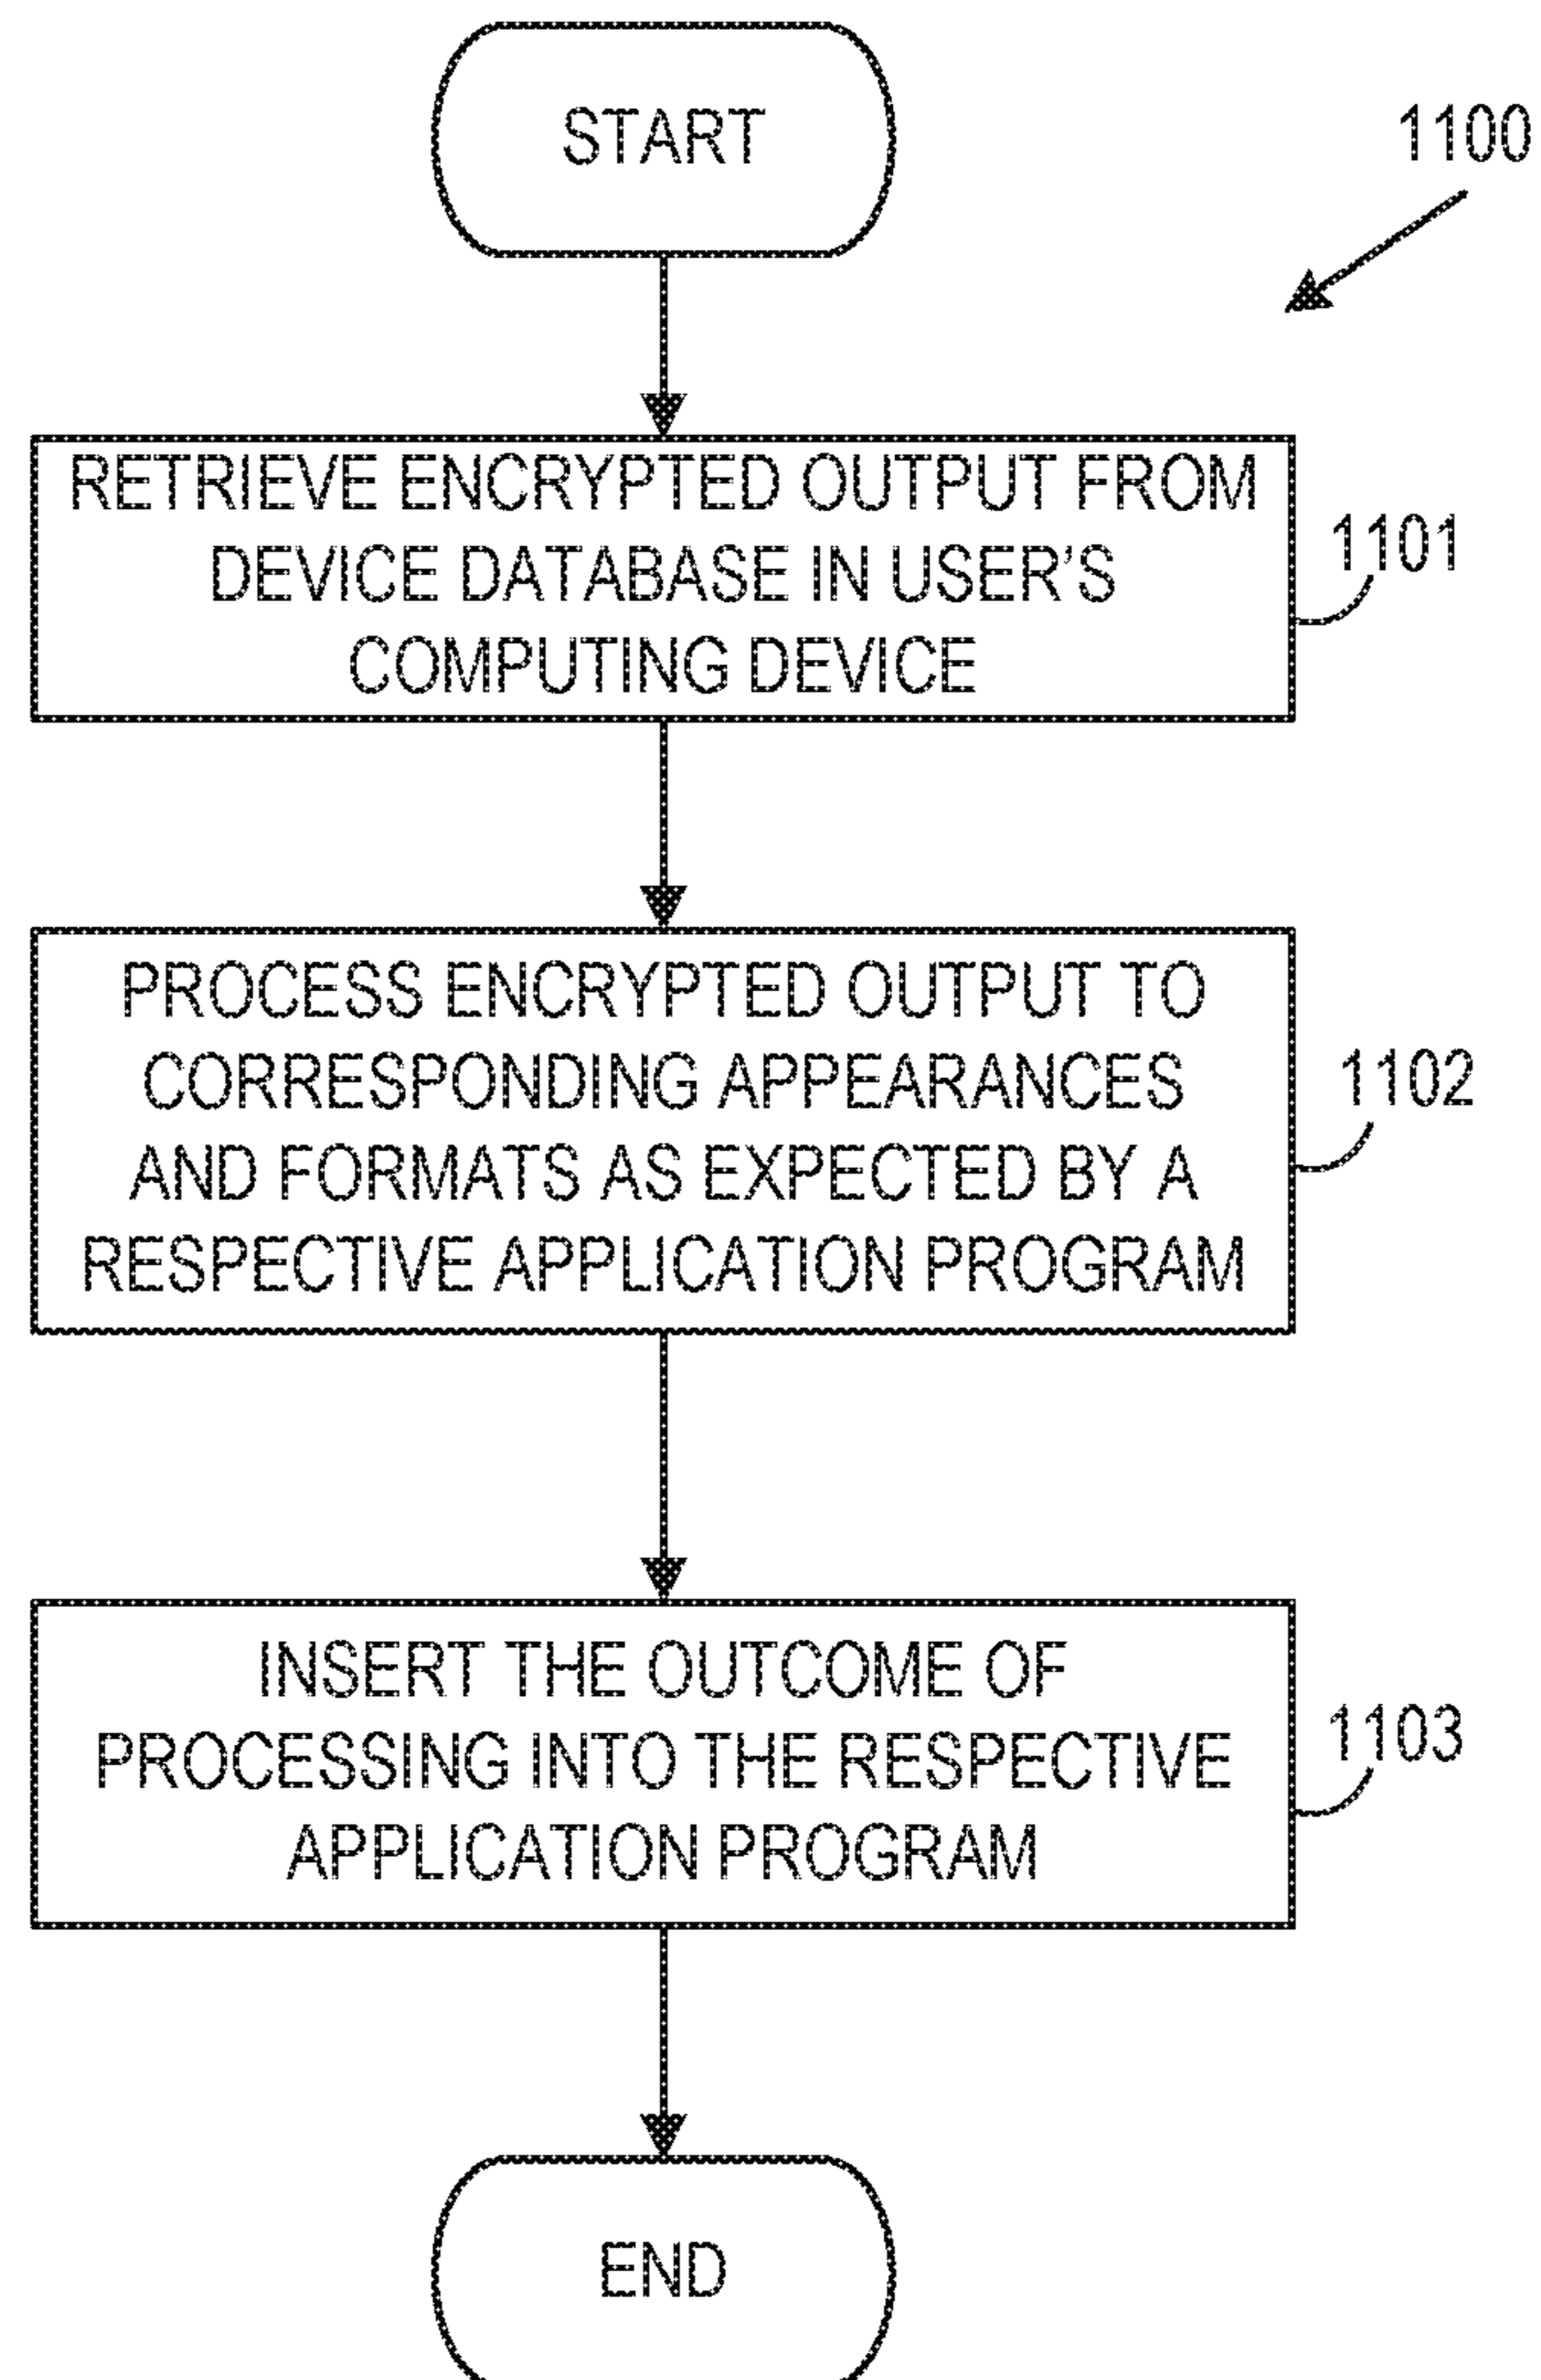 START
1100
RETRIEVE ENCRYPTED OUTPUT FROM
DEVICE DATABASE IN USER'S
COMPUTING DEVICE
1101
PROCESS ENCRYPTED OUTPUT TO
CORRESPONDING APPEARANCES
AND FORMATS AS EXPECTED BY A
RESPECTIVE APPLICATION PROGRAM
1102
INSERT THE OUTCOME OF
PROCESSING INTO THE RESPECTIVE
APPLICATION PROGRAM
1103
END